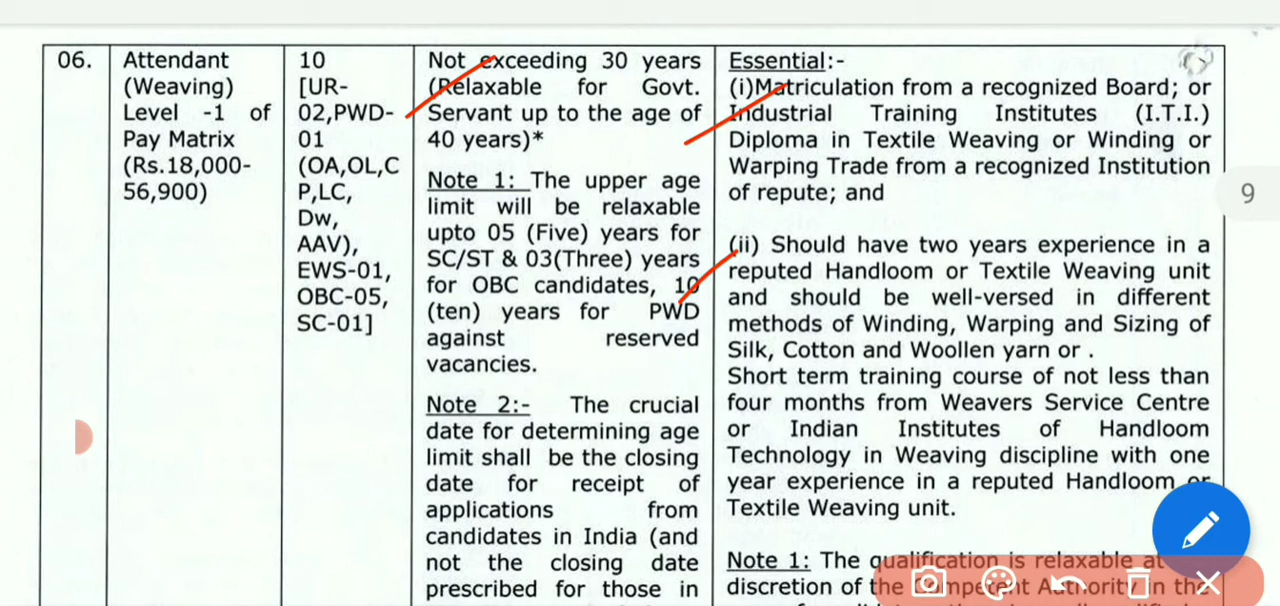 06.
Attendant
(Weaving)
Level -1 of
Pay Matrix
(Rs.18,000-
56,900)
10
[UR-
02,PWD-
01
(OA,OL,C
P,LC,
Dw,
AAV),
EWS-01,
OBC-05,
SC-01]
Not exceeding 30 years
(Relaxable for Govt.
Servant up to the age of
40 years)*
Note 1: The upper age
limit will be relaxable
upto 05 (Five) years for
SC/ST & 03(Three) years
for OBC candidates, 10
(ten) years for PWD
against reserved
vacancies.
Note 2:- The crucial
date for determining age
limit shall be the closing
date for receipt of
applications from
candidates in India (and
not the closing date
prescribed for those in
Essential:-
(i)Matriculation from a recognized Board; or
Industrial Training Institutes (I.T.I.)
Diploma in Textile Weaving or Winding or
Warping Trade from a recognized Institution
of repute; and
(ii) Should have two years experience in a
reputed Handloom or Textile Weaving unit
and should be well-versed in different
methods of Winding, Warping and Sizing of
Silk, Cotton and Woollen yarn or .
Short term training course of not less than
four months from Weavers Service Centre
or Indian Institutes of Handloom
Technology in Weaving discipline with one
year experience in a reputed Handloom or
Textile Weaving unit.
Note 1: The qualification is relaxable at
discretion of the Competent Authority in the
9